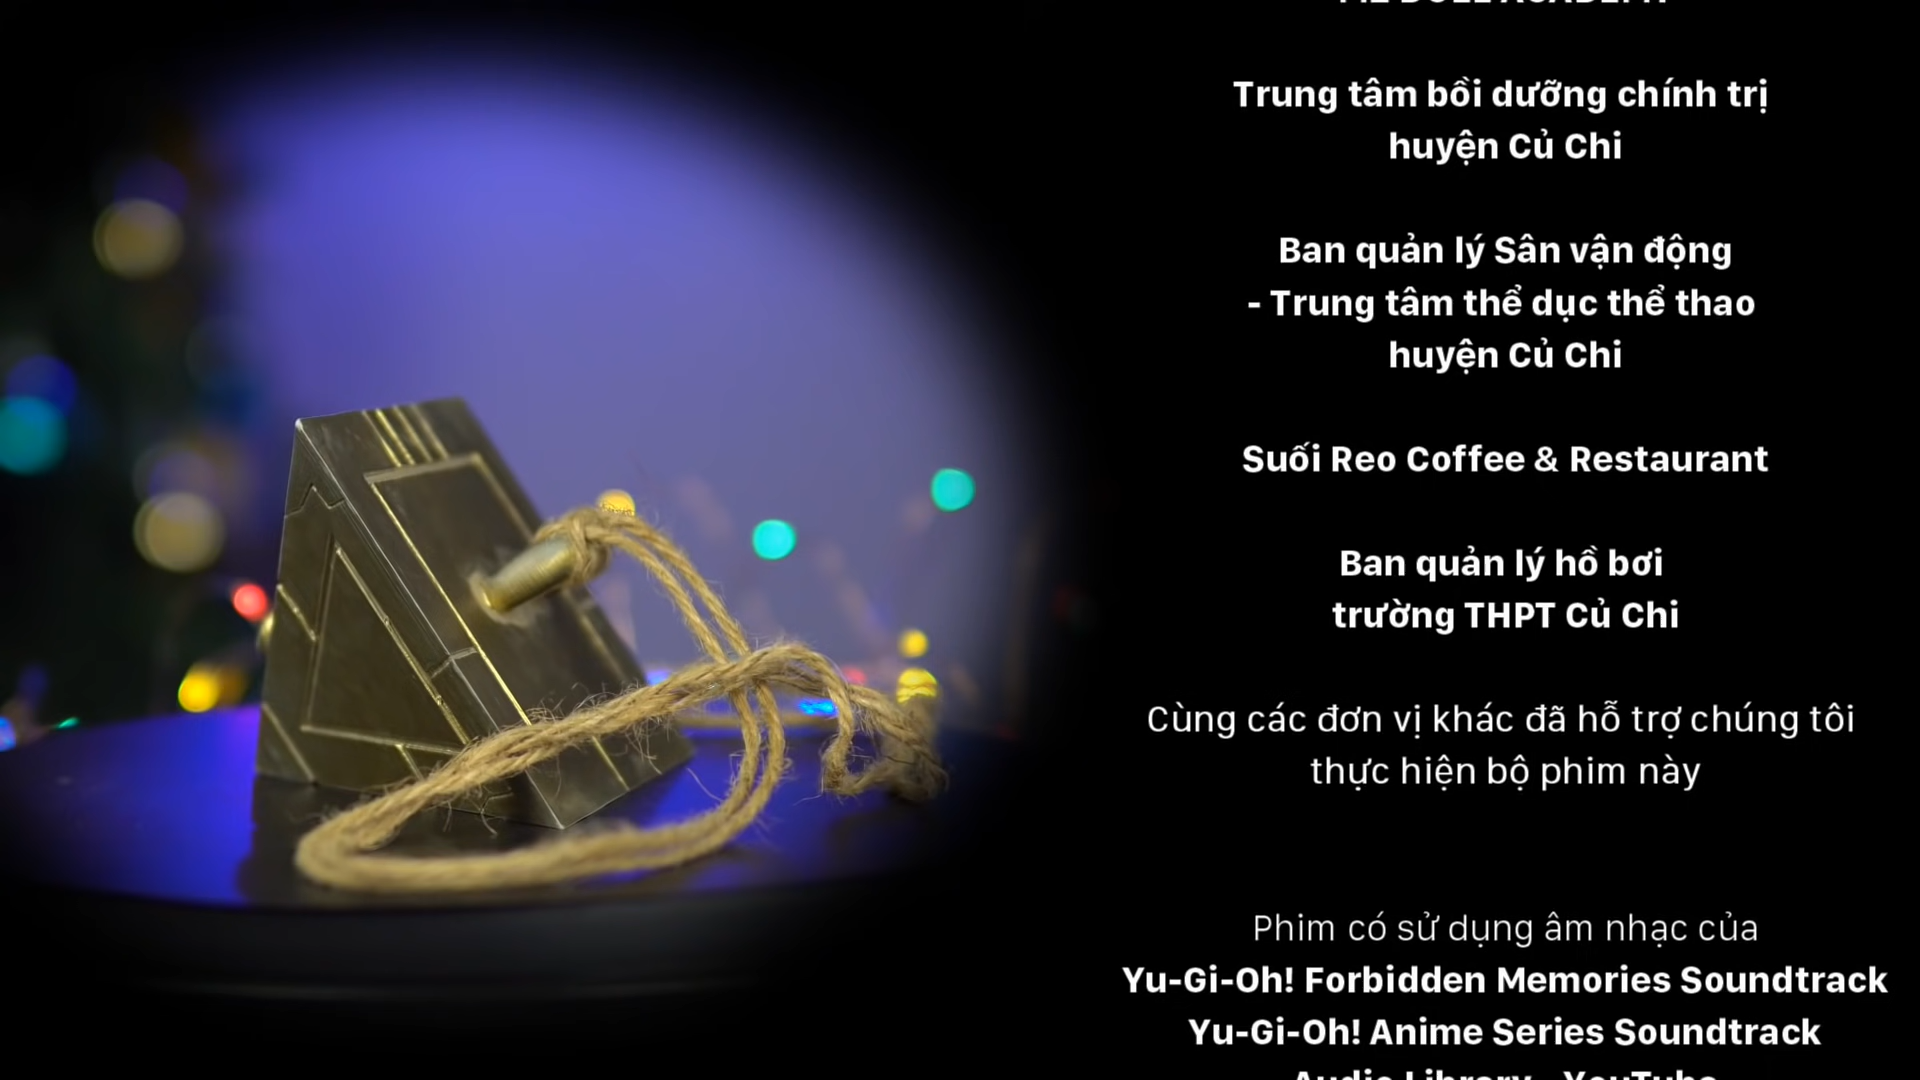 Trung tâm bồi dưỡng chính trị
huyện Củ Chi
Ban quản lý Sân vận động
- Trung tâm thể dục thể thao
huyện Củ Chi
Suối Reo Coffee & Restaurant
Ban quản lý hồ bơi
trường THPT Củ Chi
Cùng các đơn vị khác đã hỗ trợ chúng tôi
thực hiện bộ phim này
Phim có sử dụng âm nhạc của
Yu-Gi-Oh! Forbidden Memories Soundtrack
Yu-Gi-Oh! Anime Series Soundtrack
Audio Library - YouTube